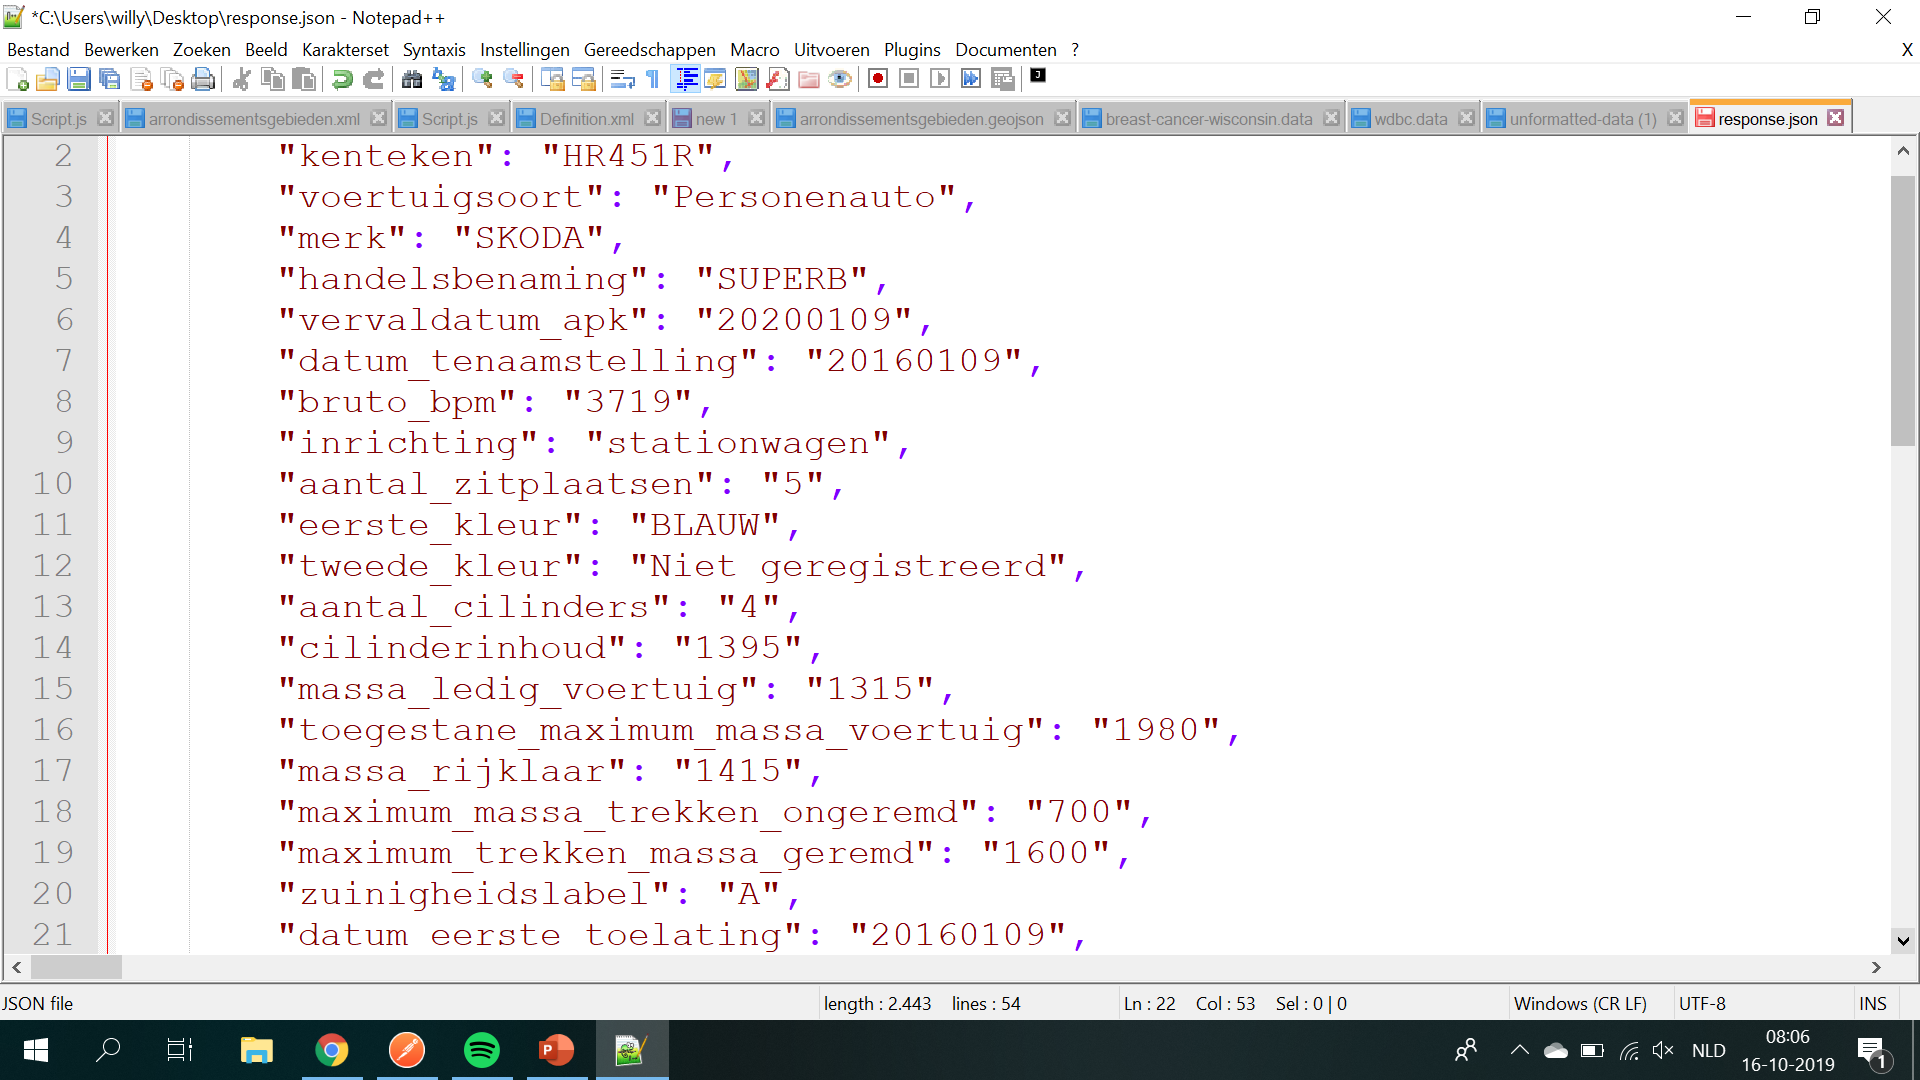 *C:\Users\willy\Desktop\response.json - Notepad++
Bestand Bewerken Zoeken Beeld Karakterset Syntaxis Instellingen Gereedschappen Macro Uitvoeren Plugins Documenten ? X
Script.js arrondissementsgebieden.xml Script.js Definition.xml new 1 arrondissementsgebieden.geojson breast-cancer-wisconsin.data wdbc.data unformatted-data (1) response.json
2 "kenteken": "HR451R",
3 "voertuigsoort": "Personenauto",
4 "merk": "SKODA",
5 "handelsbenaming": "SUPERB",
6 "vervaldatum_apk": "20200109",
7 "datum_tenaamstelling": "20160109",
8 "bruto_bpm": "3719",
9 "inrichting": "stationwagen",
10 "aantal_zitplaatsen": "5",
11 "eerste_kleur": "BLAUW",
12 "tweede_kleur": "Niet geregistreerd",
13 "aantal_cilinders": "4",
14 "cilinderinhoud": "1395",
15 "massa_ledig_voertuig": "1315",
16 "toegestane_maximum_massa_voertuig": "1980",
17 "massa_rijklaar": "1415",
18 "maximum_massa_trekken_ongeremd": "700",
19 "maximum_trekken_massa_geremd": "1600",
20 "zuinigheidslabel": "A",
21 "datum eerste toelating": "20160109",
JSON file length : 2.443 lines : 54 Ln : 22 Col : 53 Sel : 0 | 0 Windows (CR LF) UTF-8 INS
NLD 08:06
16-10-2019 1